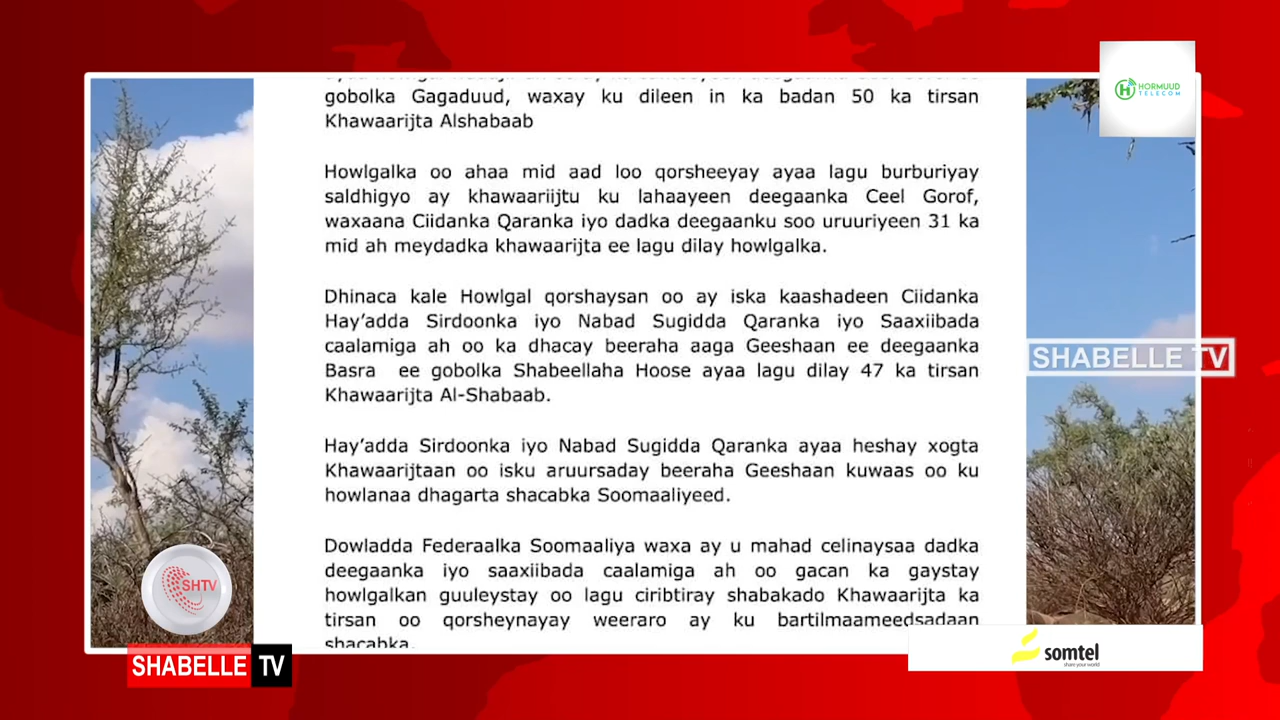 gobolka Gagaduud, waxay ku dileen in ka badan 50 ka tirsan
Khawaarijta Alshabaab
Howlgalka oo ahaa mid aad loo qorsheeyay ayaa lagu burburiyay
saldhigyo ay khawaariijtu ku lahaayeen deegaanka Ceel Gorof,
waxaana Ciidanka Qaranka iyo dadka deegaanku soo uruuriyeen 31 ka
mid ah meydadka khawaarijta ee lagu dilay howlgalka.
Dhinaca kale Howlgal qorshaysan oo ay iska kaashadeen Ciidanka
Hay’adda Sirdoonka iyo Nabad Sugidda Qaranka iyo Saaxiibada
caalamiga ah oo ka dhacay beeraha aaga Geeshaan ee deegaanka
Basra ee gobolka Shabeellaha Hoose ayaa lagu dilay 47 ka tirsan
Khawaarijta Al-Shabaab.
Hay’adda Sirdoonka iyo Nabad Sugidda Qaranka ayaa heshay xogta
Khawaarijtaan oo isku aruursaday beeraha Geeshaan kuwaas oo ku
howlanaa dhagarta shacabka Soomaaliyeed.
Dowladda Federaalka Soomaaliya waxa ay u mahad celinaysaa dadka
deegaanka iyo saaxiibada caalamiga ah oo gacan ka gaystay
howlgalkan guuleystay oo lagu ciribtiray shabakado Khawaarijta ka
tirsan oo qorsheynayay weeraro ay ku bartilmaameedsadaan
shacabka.
HORMUUD
TELECOM
SHABELLE TV
SHTV
SHABELLE TV
somtel
share your world